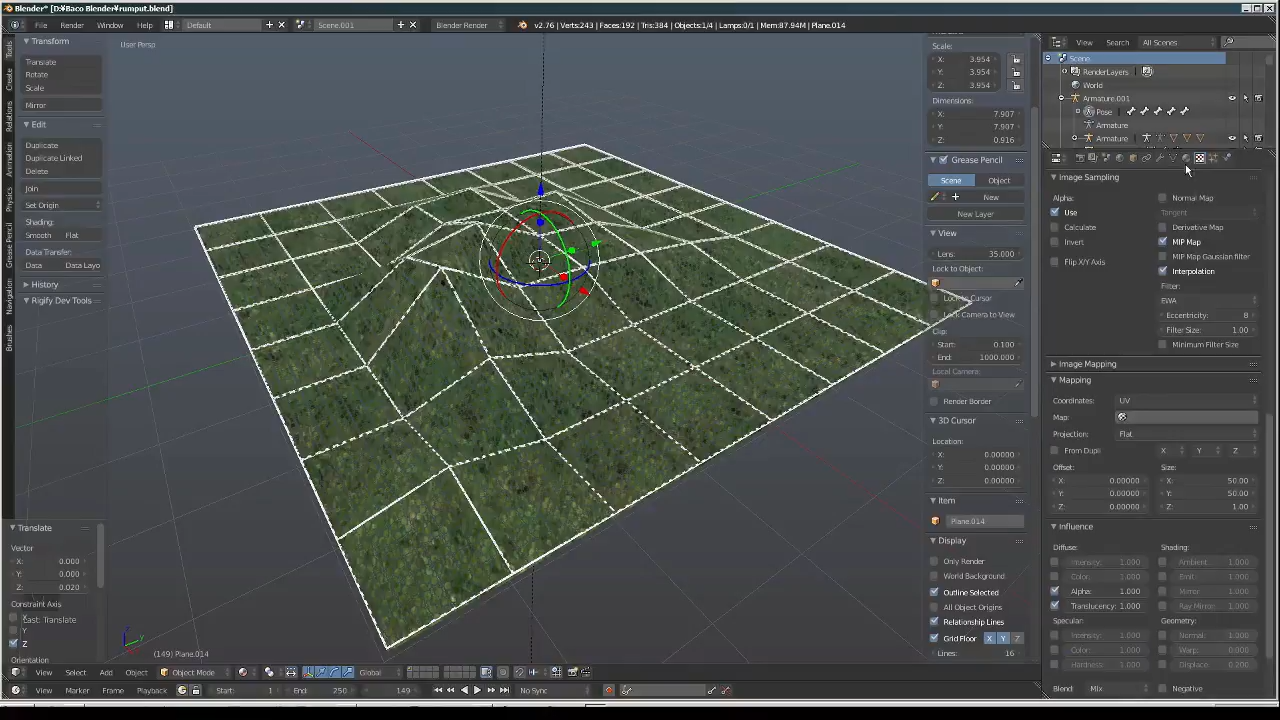 Blender* [D:¥Baco Blender¥rumput.blend]
File Render Window Help Default Scene.001 Blender Render v2.76 | Verts:243 | Faces:192 | Tris:384 | Objects:1/4 | Lamps:0/1 | Mem:87.94M | Plane.014
Transform
Translate
Rotate
Scale
Mirror
Edit
Duplicate
Duplicate Linked
Delete
Join
Set Origin
Shading:
Smooth Flat
Data Transfer:
Data Data Layo
History
Rigify Dev Tools
Tools
Create
Relations
Animation
Physics
Grease Pencil
Navigation
Brushes
Translate
Vector
X: 0.000
Y: 0.000
Z: 0.020
Constraint Axis
X
Y
Z
Orientation
User Persp
Last: Translate
(149) Plane.014
Scale:
X: 3.954
Y: 3.954
Z: 3.954
Dimensions:
X: 7.907
Y: 7.907
Z: 0.916
Grease Pencil
Scene Object
New
New Layer
View
Lens: 35.000
Lock to Object:
Lock to Cursor
Lock Camera to View
Clip:
Start: 0.100
End: 1000.000
Local Camera:
Render Border
3D Cursor
Location:
X: 0.00000
Y: 0.00000
Z: 0.00000
Item
Plane.014
Display
Only Render
World Background
Outline Selected
All Object Origins
Relationship Lines
Grid Floor X Y Z
Lines: 16
View Search All Scenes
Scene
RenderLayers
World
Armature.001
Pose
Armature
Armature
Image Sampling
Alpha: Normal Map
Use Tangent
Calculate Derivative Map
Invert MIP Map
MIP Map Gaussian filter
Flip X/Y Axis Interpolation
Filter:
EWA
Eccentricity: 8
Filter Size: 1.00
Minimum Filter Size
Image Mapping
Mapping
Coordinates: UV
Map:
Projection: Flat
From Dupli X Y Z
Offset: Size:
X: 0.00000 X: 50.00
Y: 0.00000 Y: 50.00
Z: 0.00000 Z: 1.00
Influence
Diffuse: Shading:
Intensity: 1.000 Ambient: 1.000
Color: 1.000 Emit: 1.000
Alpha: 1.000 Mirror: 1.000
Translucency: 1.000 Ray Mirror: 1.000
Specular: Geometry:
Intensity: 1.000 Normal: 1.000
Color: 1.000 Warp: 0.000
Hardness: 1.000 Displace: 0.200
Blend: Mix Negative
View Select Add Object Object Mode Global
View Marker Frame Playback Start: 1 End: 250 149 No Sync